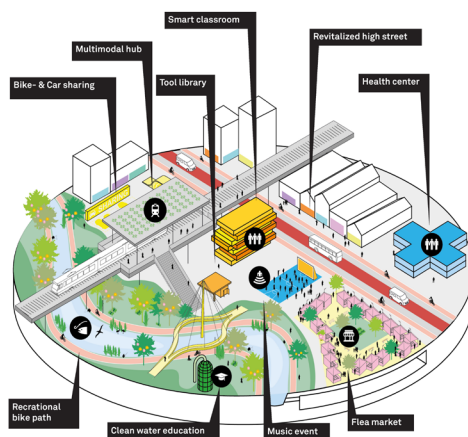 Smart classroom
Multimodal hub
Revitalized high street
Bike- & Car sharing
Tool library
Health center
Recrational
bike path
Clean water education
Music event
Flea market